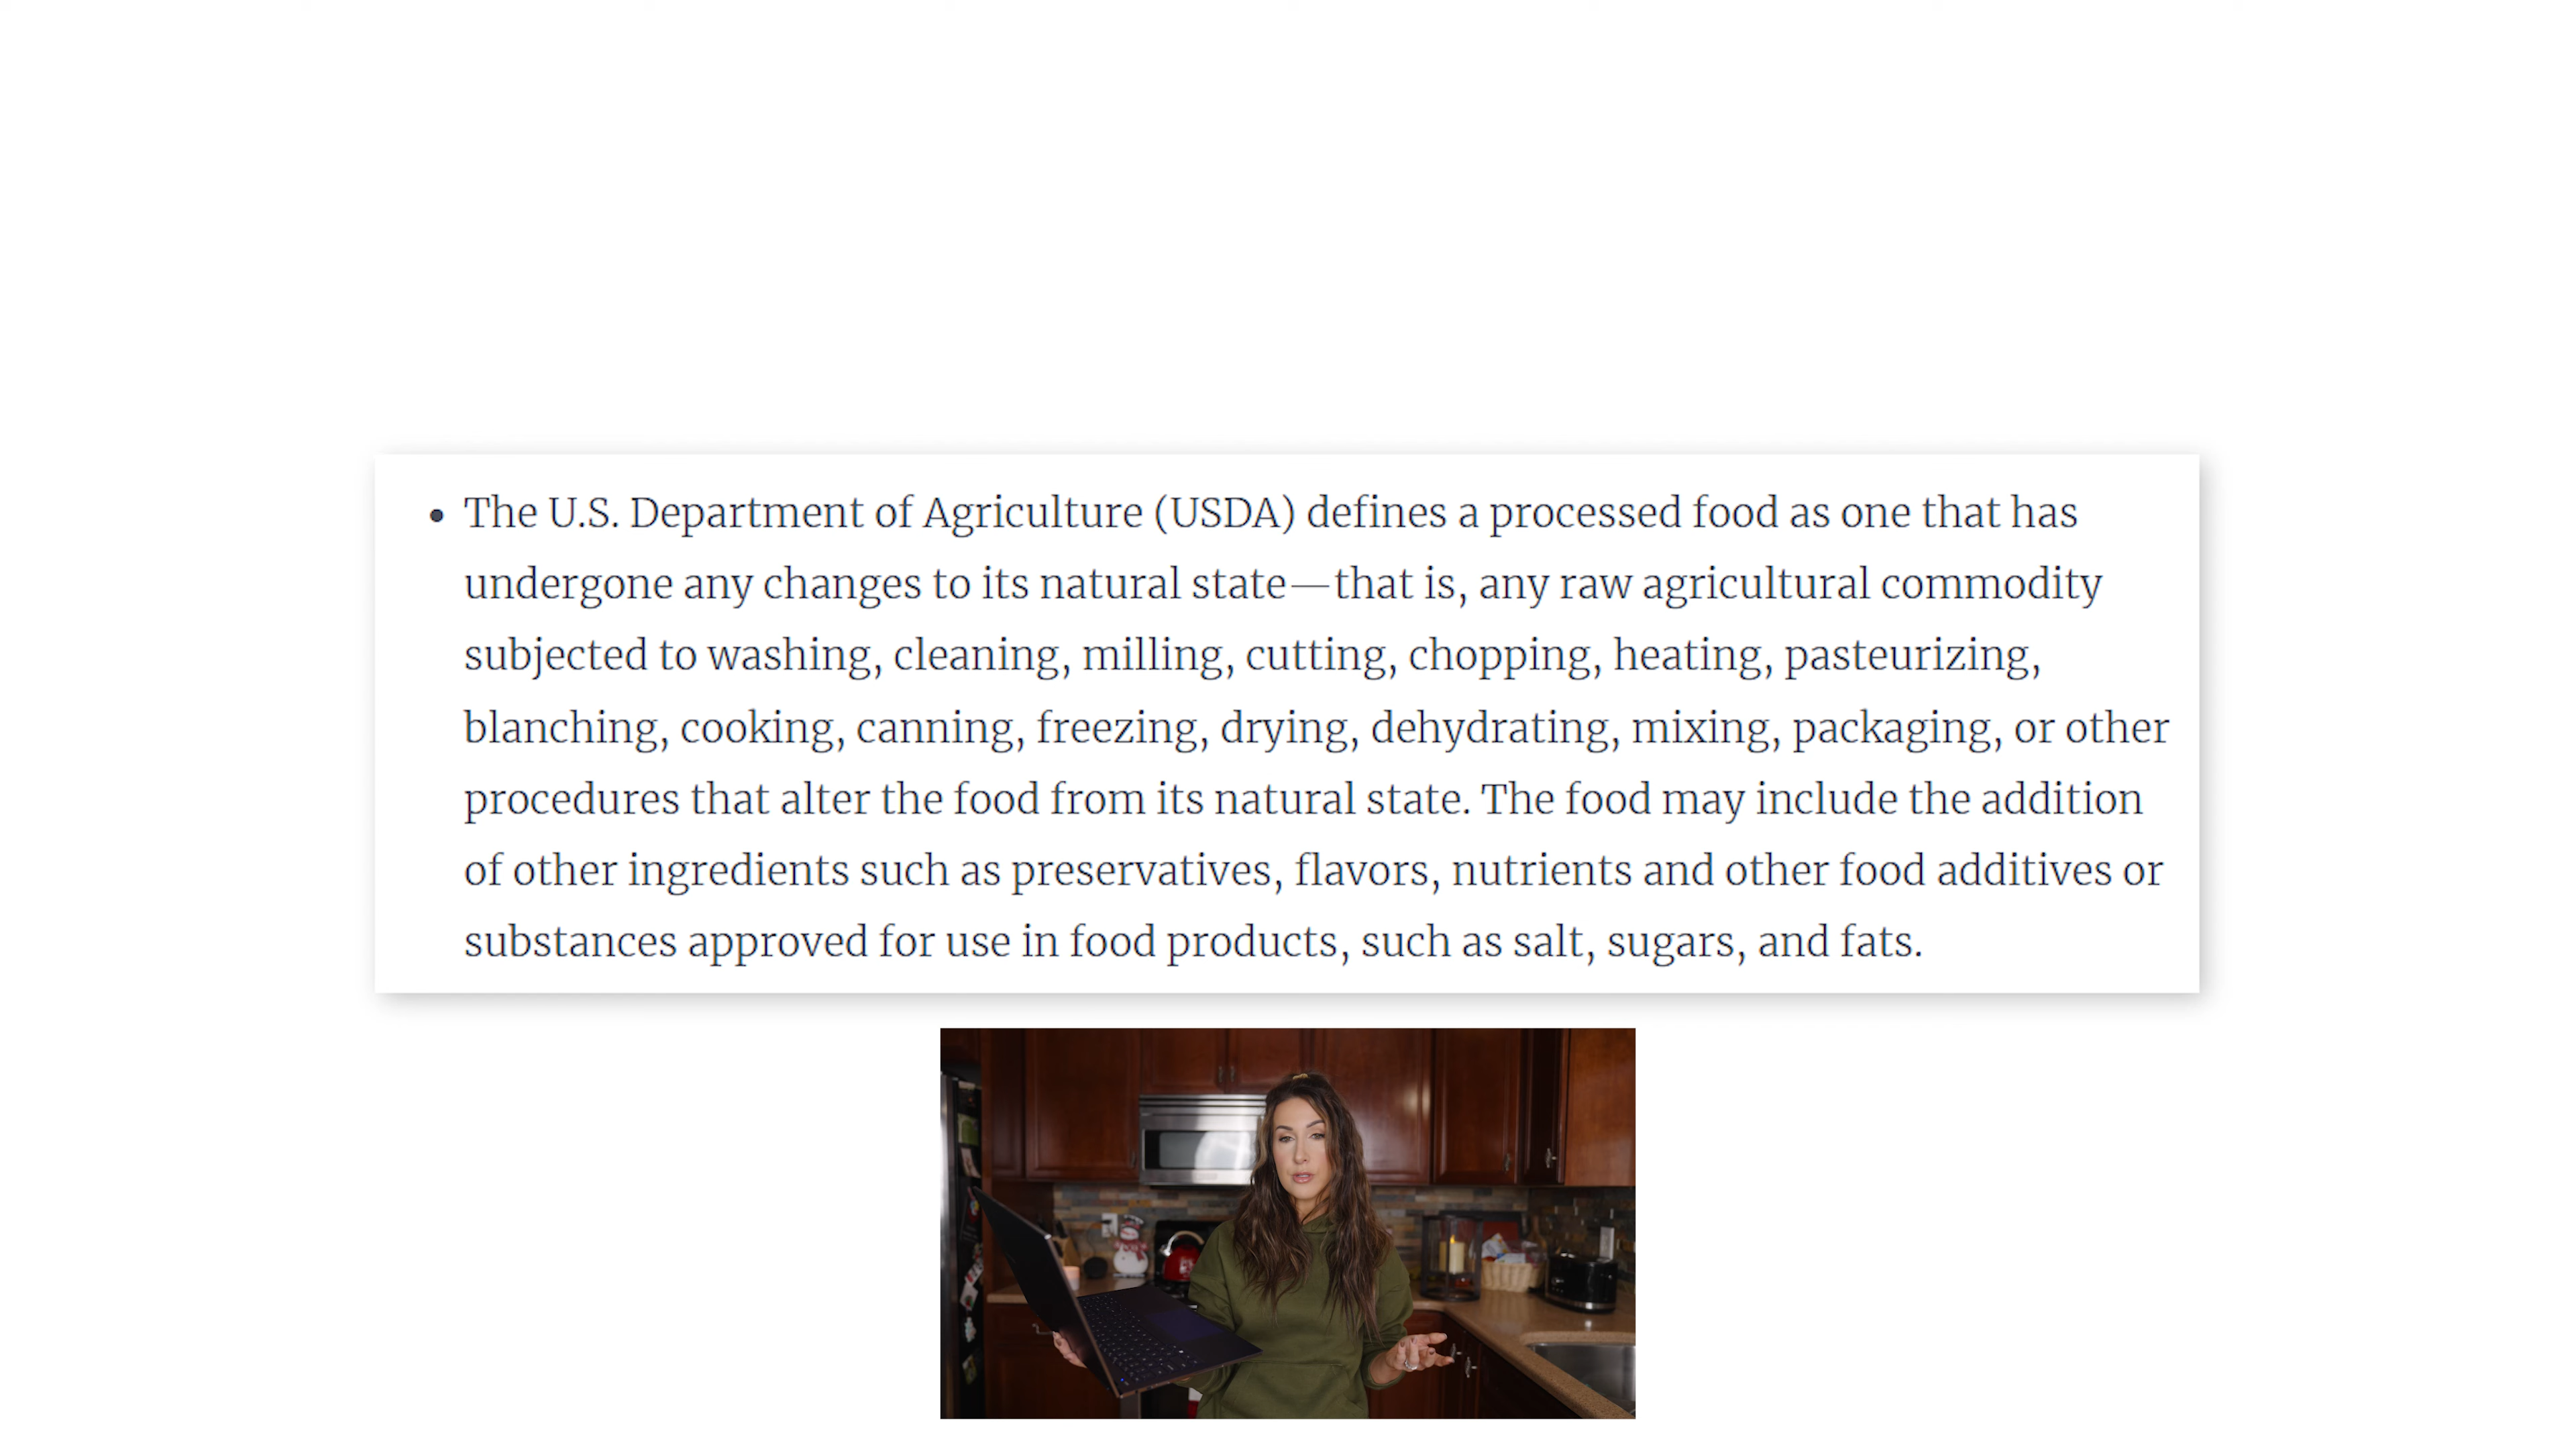 • The U.S. Department of Agriculture (USDA) defines a processed food as one that has
undergone any changes to its natural state—that is, any raw agricultural commodity
subjected to washing, cleaning, milling, cutting, chopping, heating, pasteurizing,
blanching, cooking, canning, freezing, drying, dehydrating, mixing, packaging, or other
procedures that alter the food from its natural state. The food may include the addition
of other ingredients such as preservatives, flavors, nutrients and other food additives or
substances approved for use in food products, such as salt, sugars, and fats.